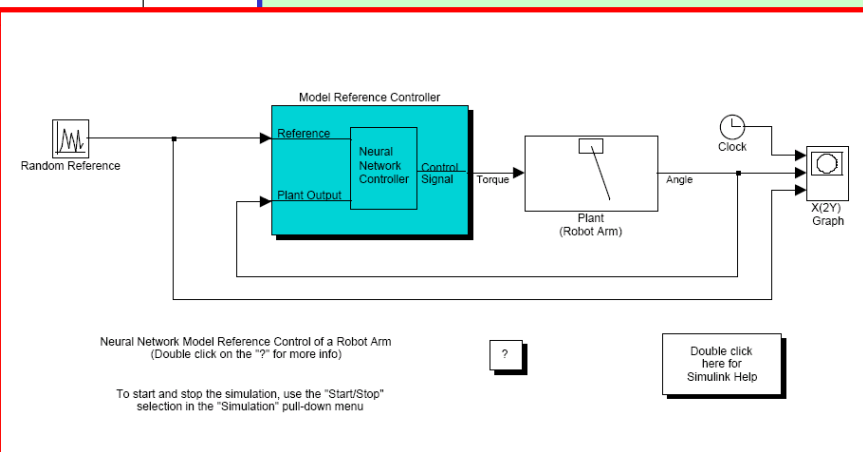 Model Reference Controller
Random Reference
Reference
Neural
Network
Controller
Control
Signal
Plant Output
Torque
Plant
(Robot Arm)
Angle
Clock
X(2Y)
Graph
Neural Network Model Reference Control of a Robot Arm
(Double click on the "?" for more info)
?
Double click
here for
Simulink Help
To start and stop the simulation, use the "Start/Stop"
selection in the "Simulation" pull-down menu